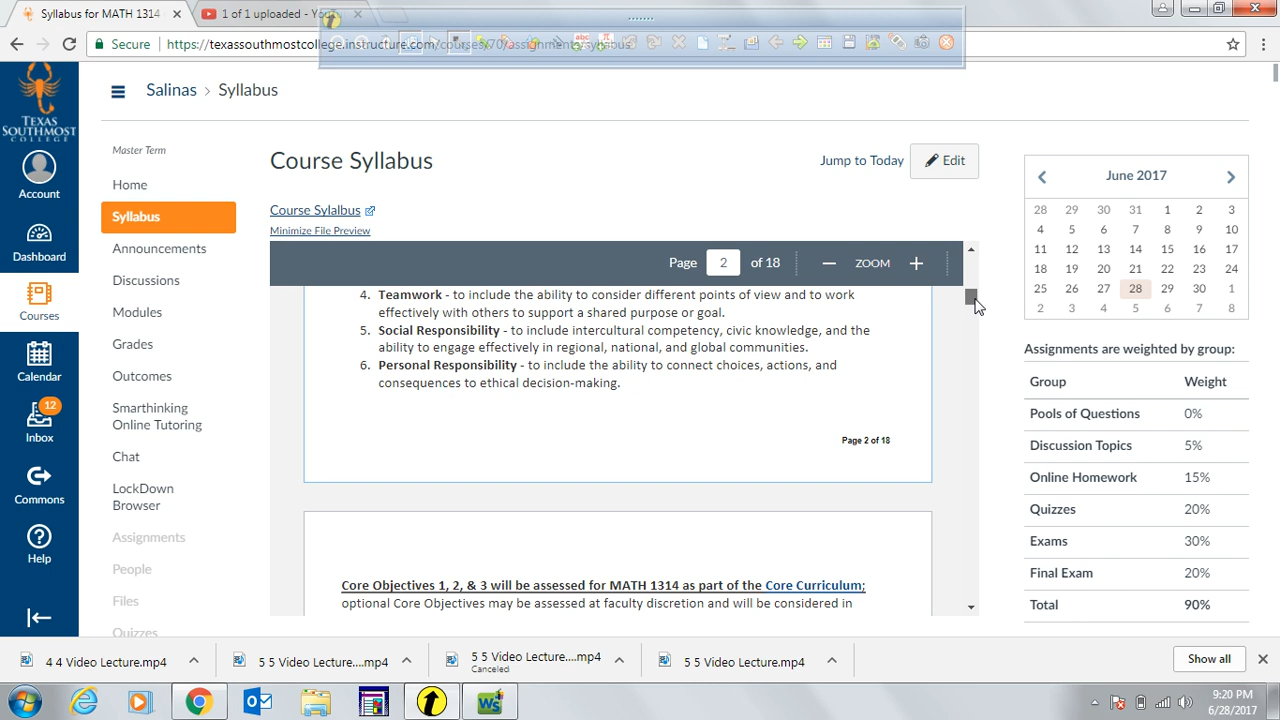 Syllabus for MATH 1314
1 of 1 uploaded - Yo
Secure
https://texassouthmostcollege.instructure.com/courses/70/assignments/syllabus
TEXAS
SOUTHMOST
COLLEGE
Account
Dashboard
Courses
Calendar
12
Inbox
Commons
Help
Salinas > Syllabus
Master Term
Home
Syllabus
Announcements
Discussions
Modules
Grades
Outcomes
Smarthinking
Online Tutoring
Chat
LockDown
Browser
Assignments
People
Files
Quizzes
Course Syllabus
Jump to Today
Edit
Course Sylalbus
Minimize File Preview
Page 2 of 18
ZOOM
4. Teamwork - to include the ability to consider different points of view and to work
effectively with others to support a shared purpose or goal.
5. Social Responsibility - to include intercultural competency, civic knowledge, and the
ability to engage effectively in regional, national, and global communities.
6. Personal Responsibility - to include the ability to connect choices, actions, and
consequences to ethical decision-making.
Page 2 of 18
Core Objectives 1, 2, & 3 will be assessed for MATH 1314 as part of the Core Curriculum;
optional Core Objectives may be assessed at faculty discretion and will be considered in
June 2017
28 29 30 31 1 2 3
4 5 6 7 8 9 10
11 12 13 14 15 16 17
18 19 20 21 22 23 24
25 26 27 28 29 30 1
2 3 4 5 6 7 8
Assignments are weighted by group:
Group Weight
Pools of Questions 0%
Discussion Topics 5%
Online Homework 15%
Quizzes 20%
Exams 30%
Final Exam 20%
Total 90%
4 4 Video Lecture.mp4
5 5 Video Lecture....mp4
5 5 Video Lecture....mp4
Canceled
5 5 Video Lecture.mp4
Show all
9:20 PM
6/28/2017